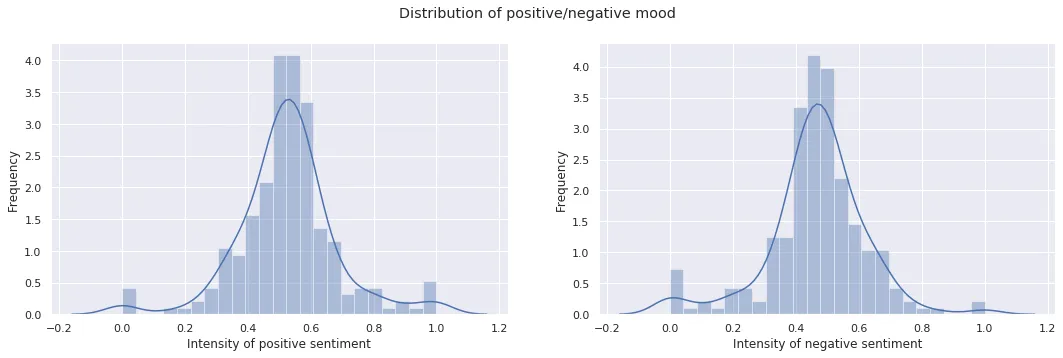 Distribution of positive/negative mood
Frequency
4.0
3.5
3.0
2.5
2.0
1.5
1.0
0.5
0.0
−0.2 0.0 0.2 0.4 0.6 0.8 1.0 1.2
Intensity of positive sentiment
Frequency
4.0
3.5
3.0
2.5
2.0
1.5
1.0
0.5
0.0
−0.2 0.0 0.2 0.4 0.6 0.8 1.0 1.2
Intensity of negative sentiment